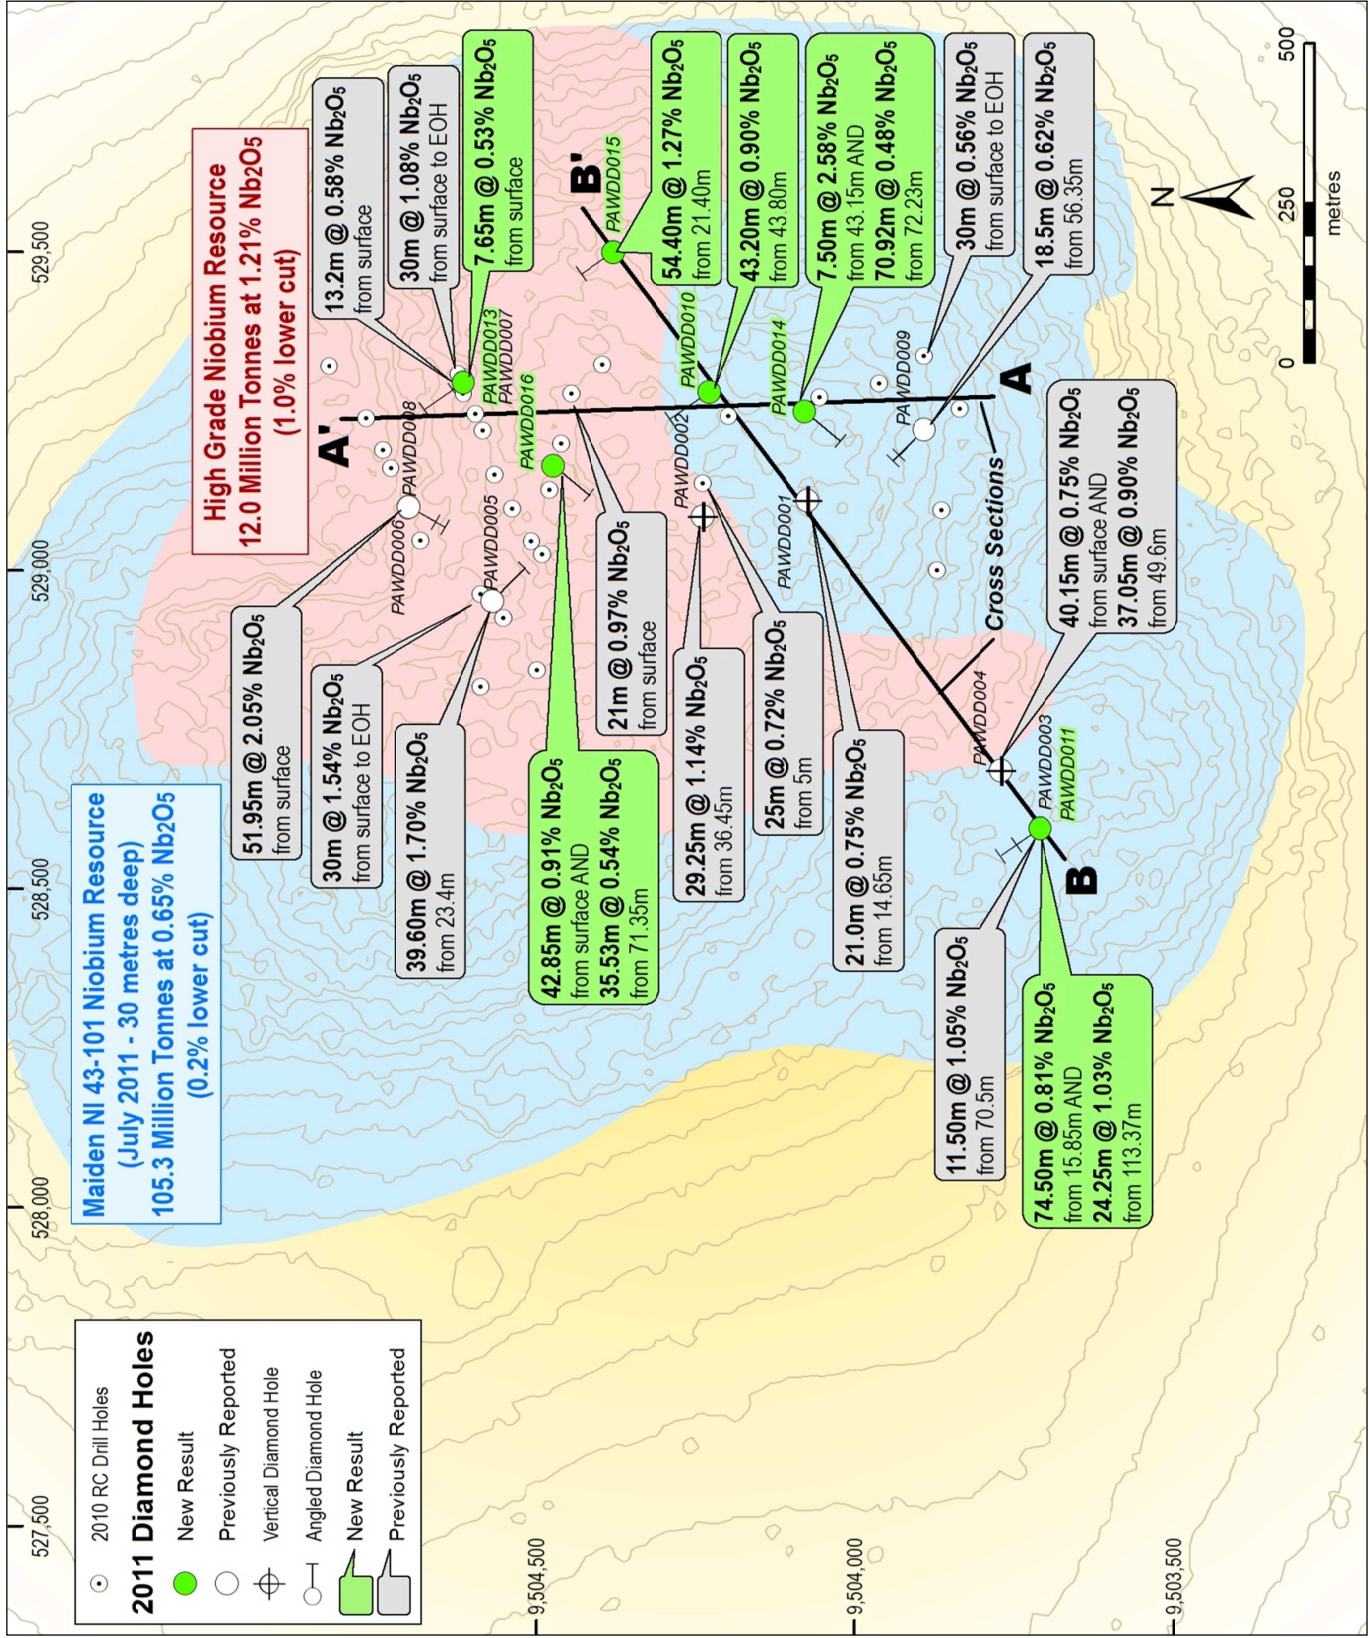 Maiden NI 43-101 Niobium Resource
(July 2011 - 30 metres deep)
105.3 Million Tonnes at 0.65% Nb₂O₅
(0.2% lower cut)
High Grade Niobium Resource
12.0 Million Tonnes at 1.21% Nb₂O₅
(1.0% lower cut)
2010 RC Drill Holes
2011 Diamond Holes
New Result
Previously Reported
Vertical Diamond Hole
Angled Diamond Hole
New Result
Previously Reported
527,500
528,000
528,500
529,000
529,500
9,504,500
9,504,000
9,503,500
51.95m @ 2.05% Nb₂O₅
from surface
30m @ 1.54% Nb₂O₅
from surface to EOH
39.60m @ 1.70% Nb₂O₅
from 23.4m
42.85m @ 0.91% Nb₂O₅
from surface AND
35.53m @ 0.54% Nb₂O₅
from 71.35m
21m @ 0.97% Nb₂O₅
from surface
29.25m @ 1.14% Nb₂O₅
from 36.45m
25m @ 0.72% Nb₂O₅
from 5m
21.0m @ 0.75% Nb₂O₅
from 14.65m
11.50m @ 1.05% Nb₂O₅
from 70.5m
74.50m @ 0.81% Nb₂O₅
from 15.85m AND
24.25m @ 1.03% Nb₂O₅
from 113.37m
40.15m @ 0.75% Nb₂O₅
from surface AND
37.05m @ 0.90% Nb₂O₅
from 49.6m
13.2m @ 0.58% Nb₂O₅
from surface
30m @ 1.08% Nb₂O₅
from surface to EOH
7.65m @ 0.53% Nb₂O₅
from surface
54.40m @ 1.27% Nb₂O₅
from 21.40m
43.20m @ 0.90% Nb₂O₅
from 43.80m
7.50m @ 2.58% Nb₂O₅
from 43.15m AND
70.92m @ 0.48% Nb₂O₅
from 72.23m
30m @ 0.56% Nb₂O₅
from surface to EOH
18.5m @ 0.62% Nb₂O₅
from 56.35m
A'
PAWDD008
PAWDD006
PAWDD005
PAWDD013
PAWDD007
PAWDD016
B'
PAWDD015
PAWDD010
PAWDD002
PAWDD014
PAWDD001
PAWDD009
A
Cross Sections
PAWDD004
PAWDD003
PAWDD011
B
N
0
250
500
metres